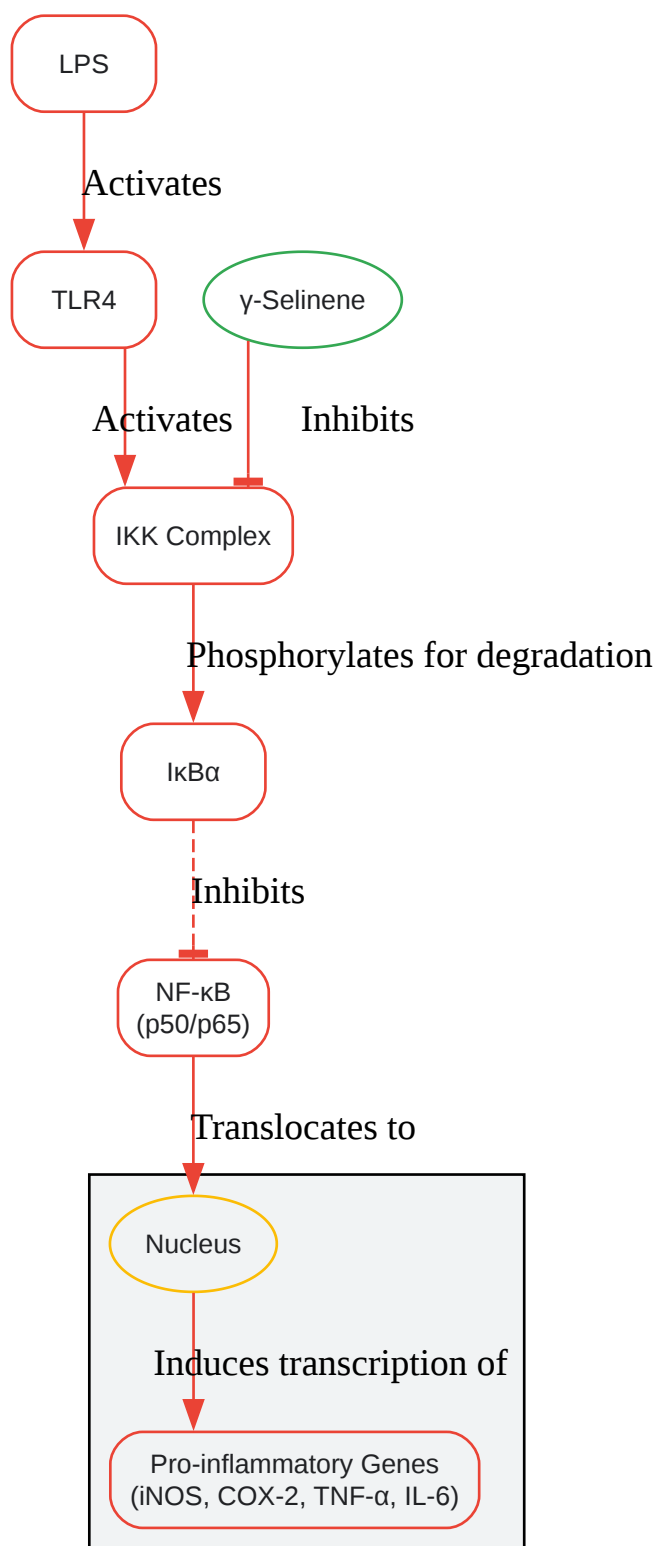 LPS
Activates
TLR4
γ-Selinene
Activates
Inhibits
IKK Complex
Phosphorylates for degradation
IκBα
Inhibits
NF-κB
(p50/p65)
Translocates to
Nucleus
Induces transcription of
Pro-inflammatory Genes
(iNOS, COX-2, TNF-α, IL-6)